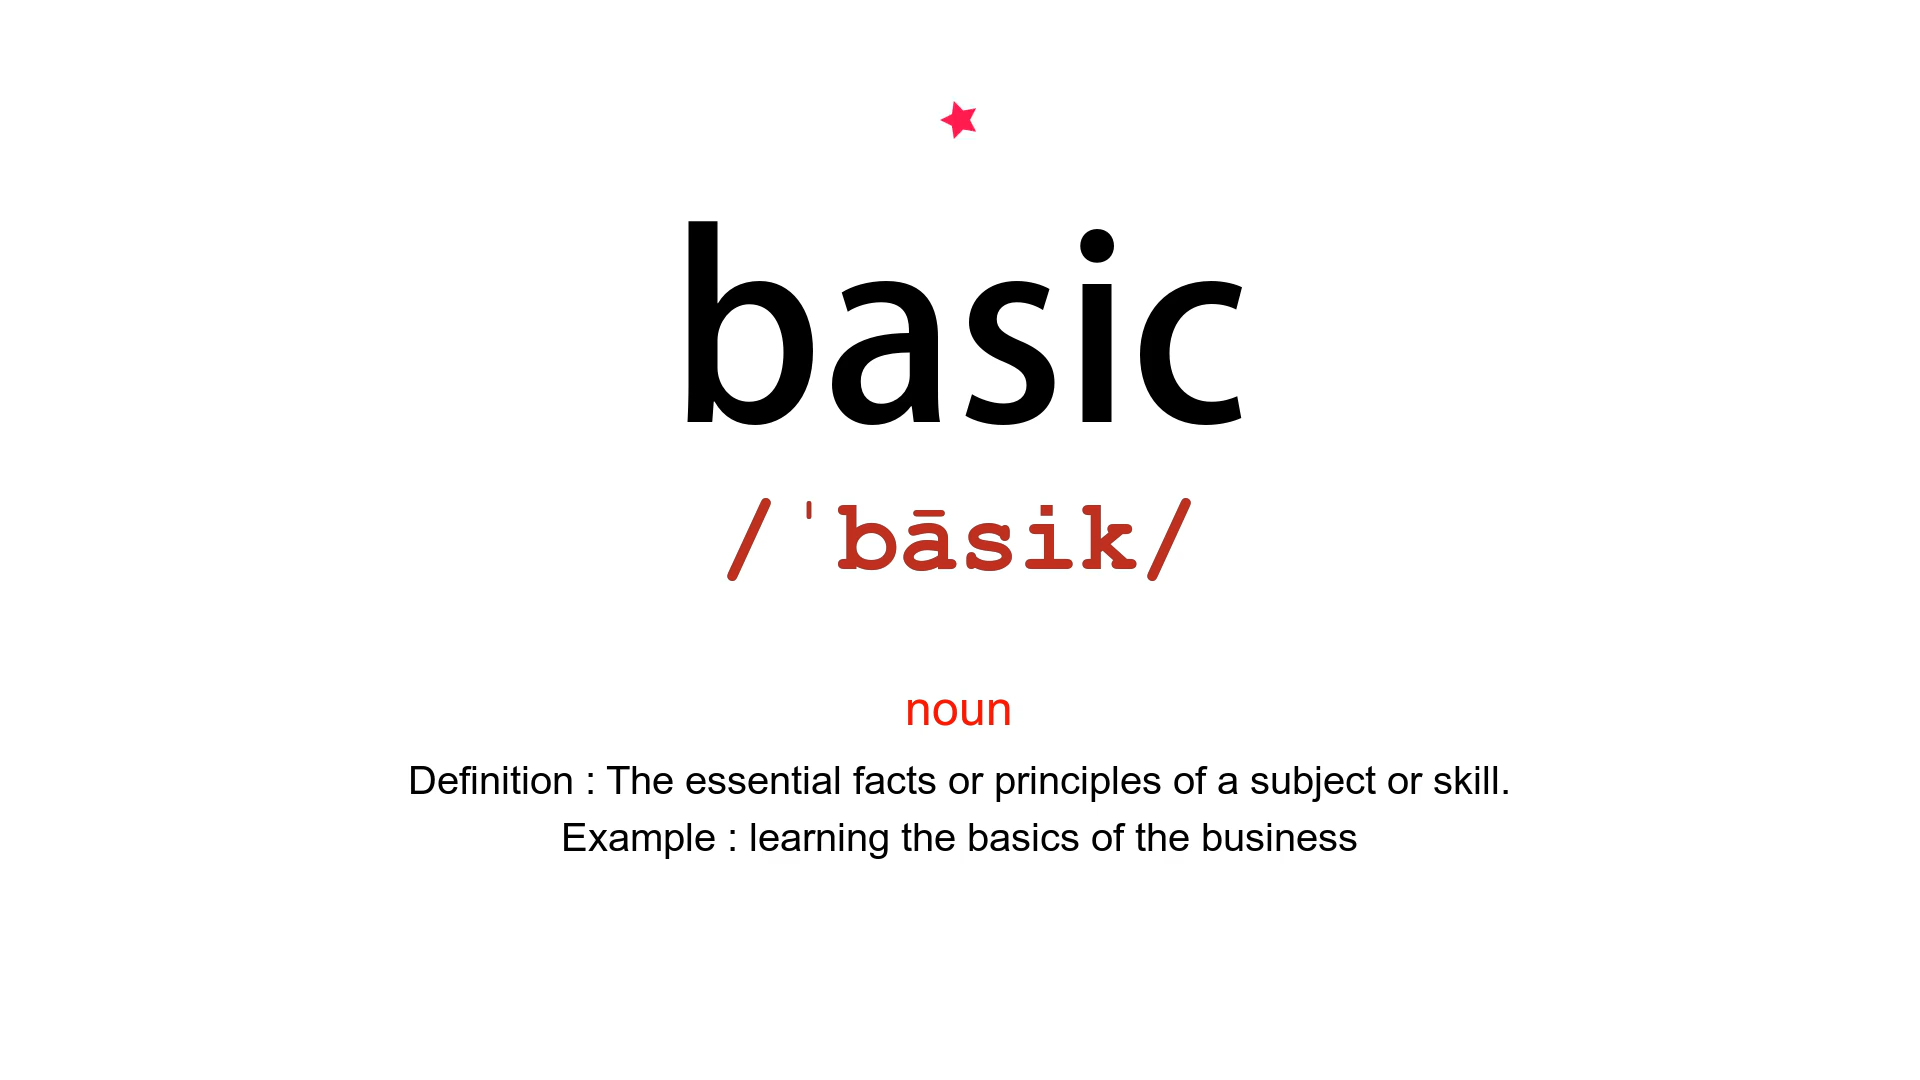 basic
/ˈbāsik/
noun
Definition : The essential facts or principles of a subject or skill.
Example : learning the basics of the business